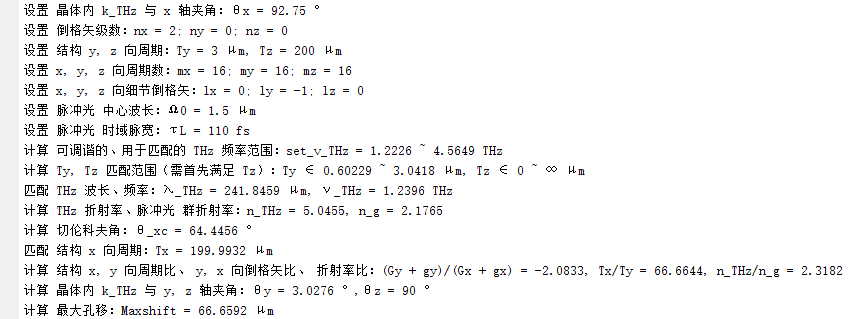 设置 晶体内 k_THz 与 x 轴夹角: θx = 92.75 °
设置 倒格矢级数: nx = 2; ny = 0; nz = 0
设置 结构 y, z 向周期: Ty = 3 μm, Tz = 200 μm
设置 x, y, z 向周期数: mx = 16; my = 16; mz = 16
设置 x, y, z 向细节倒格矢: lx = 0; ly = -1; lz = 0
设置 脉冲光 中心波长: Ω0 = 1.5 μm
设置 脉冲光 时域脉宽: τL = 110 fs
计算 可调谐的、用于匹配的 THz 频率范围: set_ν_THz = 1.2226 ~ 4.5649 THz
计算 Ty, Tz 匹配范围（需首先满足 Tz）: Ty ∈ 0.60229 ~ 3.0418 μm, Tz ∈ 0 ~ ∞ μm
匹配 THz 波长、频率: λ_THz = 241.8459 μm, ν_THz = 1.2396 THz
计算 THz 折射率、脉冲光 群折射率: n_THz = 5.0455, n_g = 2.1765
计算 切伦科夫角: θ_xc = 64.4456 °
匹配 结构 x 向周期: Tx = 199.9932 μm
计算 结构 x, y 向周期比、 y, x 向倒格矢比、 折射率比: (Gy + gy)/(Gx + gx) = -2.0833, Tx/Ty = 66.6644, n_THz/n_g = 2.3182
计算 晶体内 k_THz 与 y, z 轴夹角: θy = 3.0276 ° , θz = 90 °
计算 最大孔移: Maxshift = 66.6592 μm